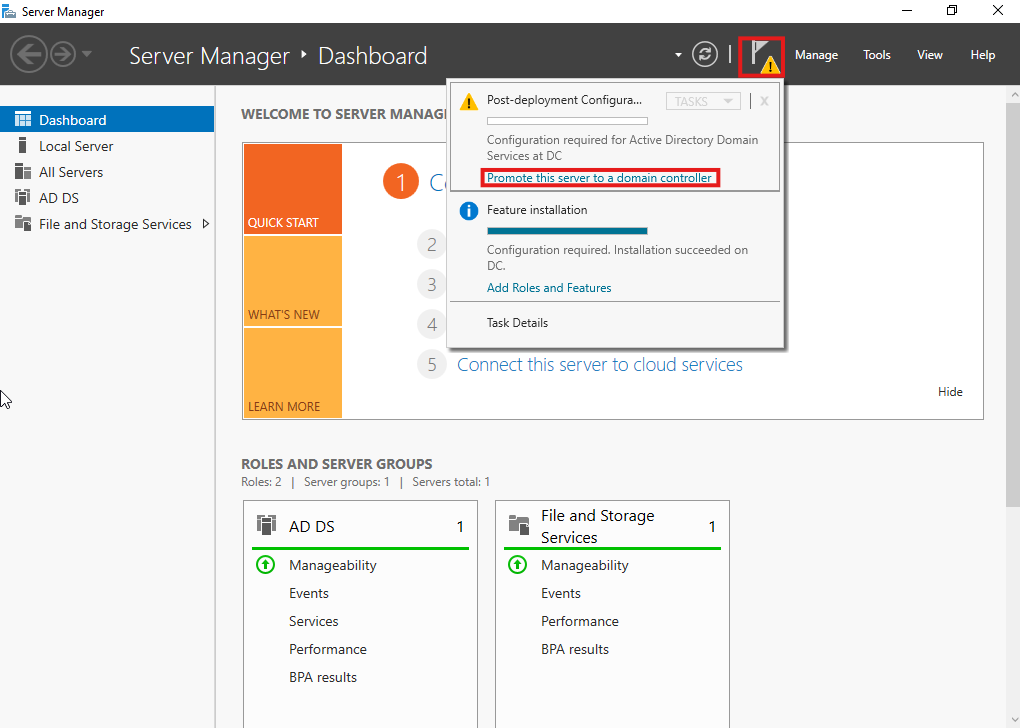 Server Manager
Server Manager ‣ Dashboard
Manage
Tools
View
Help
Dashboard
Local Server
All Servers
AD DS
File and Storage Services
WELCOME TO SERVER MANAG
QUICK START
WHAT'S NEW
LEARN MORE
1
2
3
4
5 Connect this server to cloud services
Hide
Post-deployment Configura...
TASKS
X
Configuration required for Active Directory Domain
Services at DC
Promote this server to a domain controller
Feature installation
Configuration required. Installation succeeded on
DC.
Add Roles and Features
Task Details
ROLES AND SERVER GROUPS
Roles: 2 | Server groups: 1 | Servers total: 1
AD DS 1
Manageability
Events
Services
Performance
BPA results
File and Storage
Services 1
Manageability
Events
Performance
BPA results